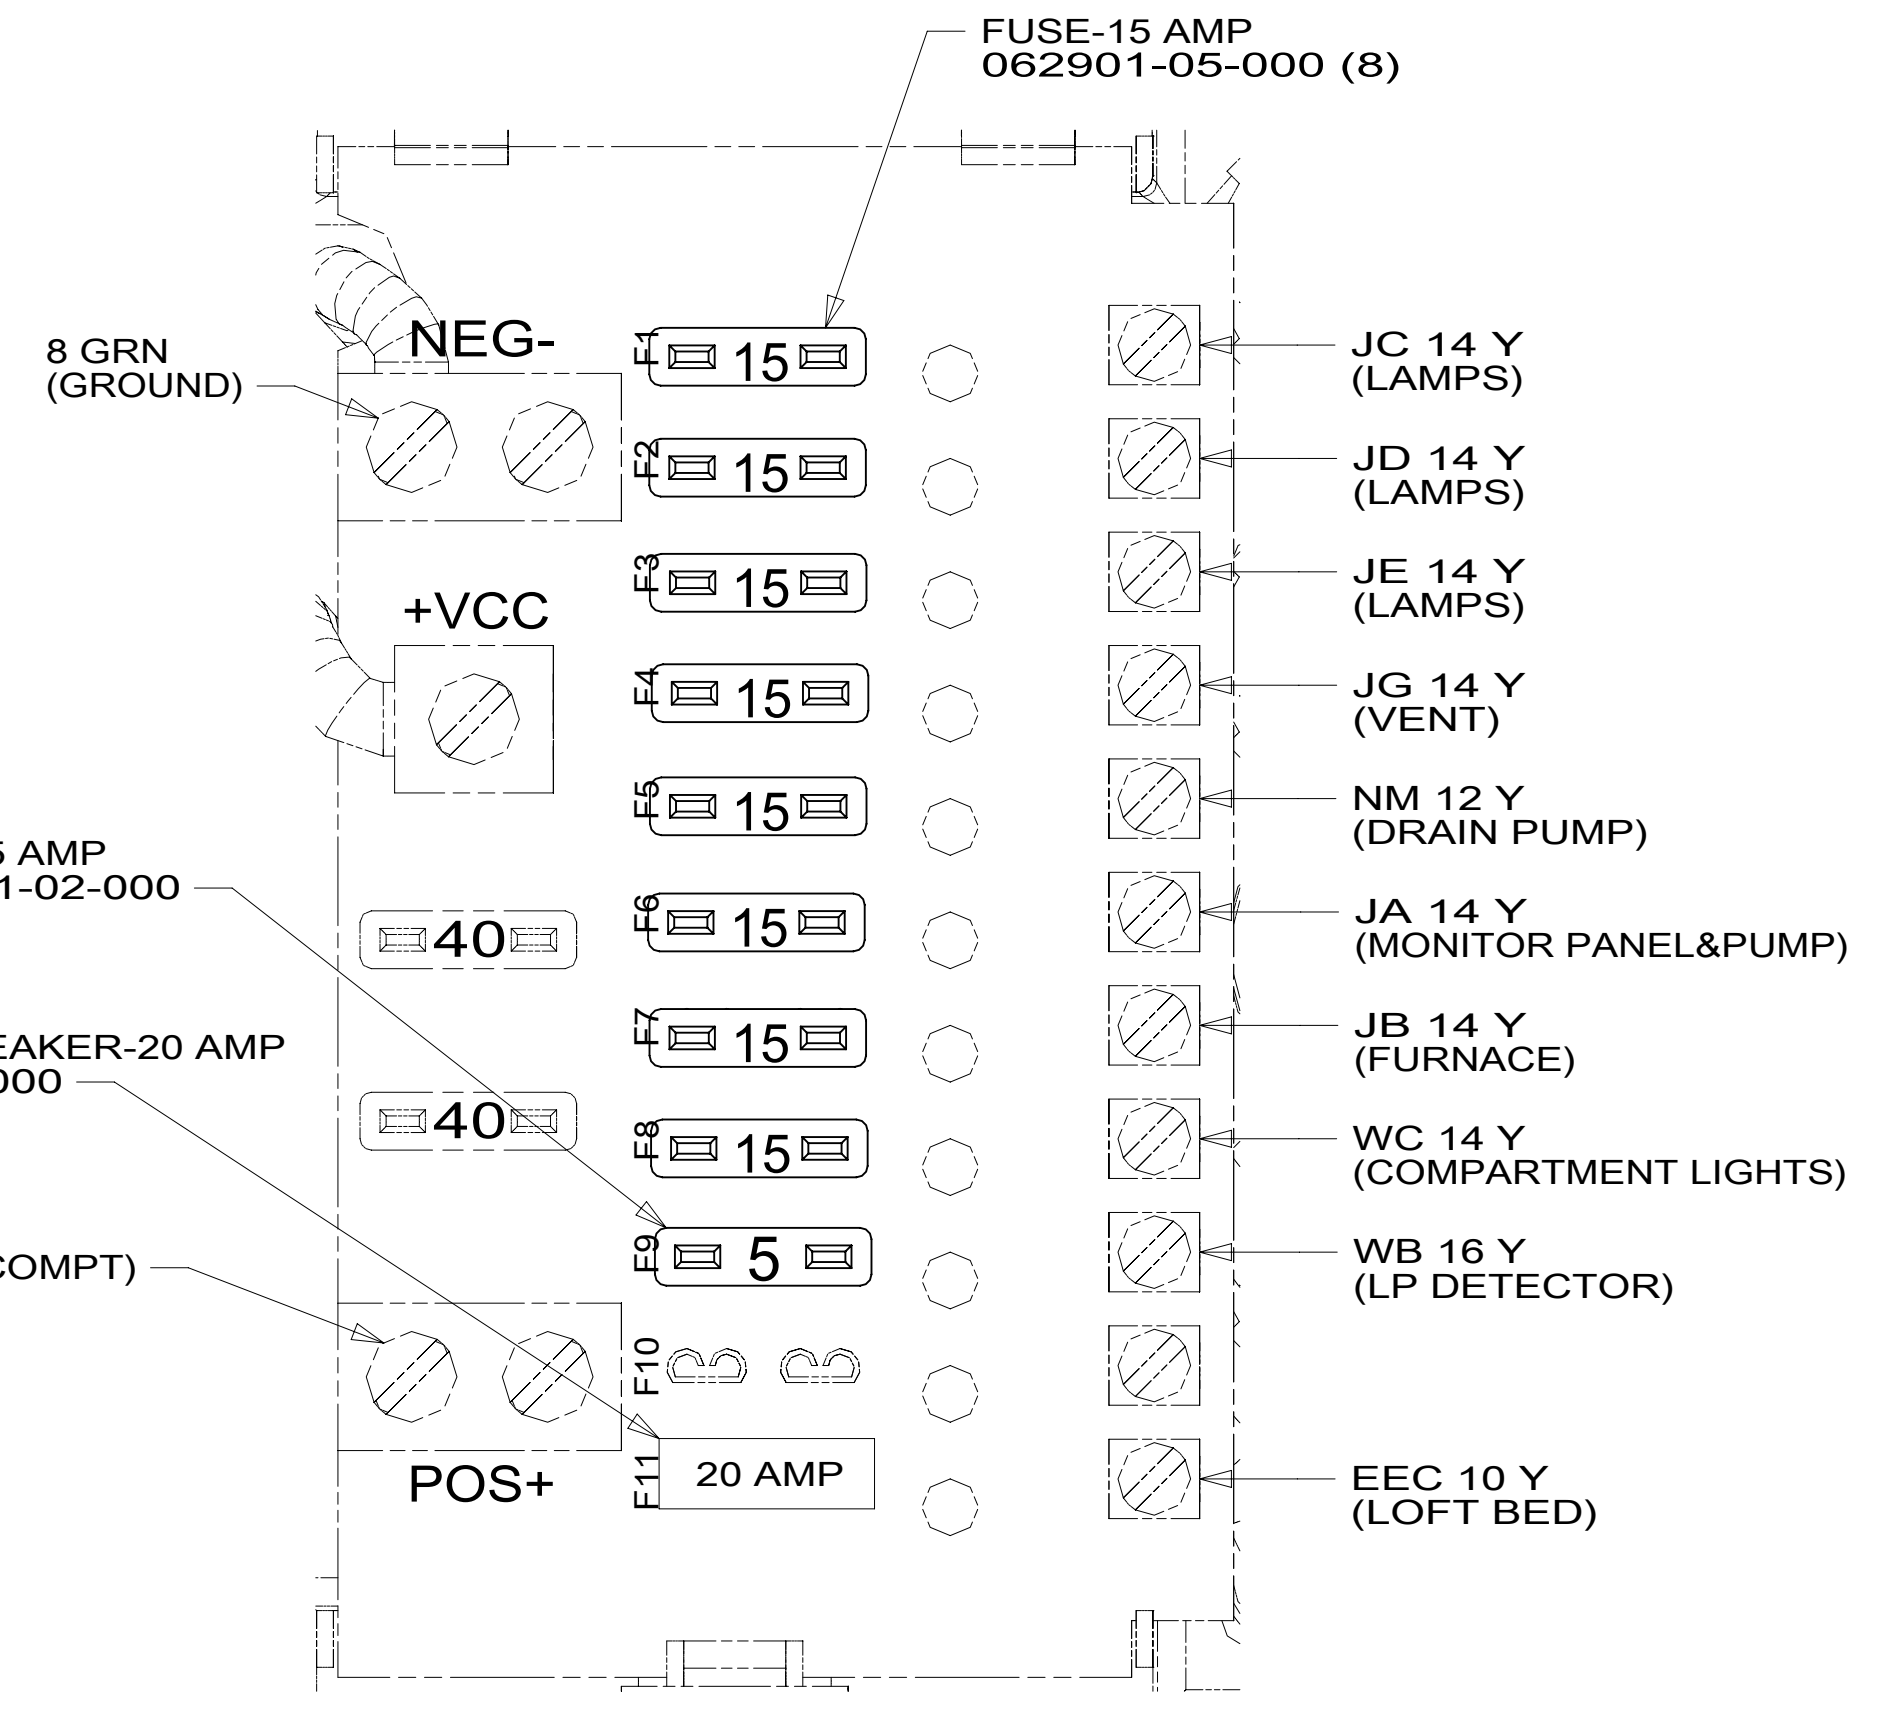 FUSE-15 AMP
062901-05-000 (8)
8 GRN
(GROUND)
NEG-
+VCC
5 AMP
1-02-000
40
EAKER-20 AMP
000
40
COMPT)
POS+
F1 15
F2 15
F3 15
F4 15
F5 15
F6 15
F7 15
F8 15
F9 5
F10
F11 20 AMP
JC 14 Y
(LAMPS)
JD 14 Y
(LAMPS)
JE 14 Y
(LAMPS)
JG 14 Y
(VENT)
NM 12 Y
(DRAIN PUMP)
JA 14 Y
(MONITOR PANEL&PUMP)
JB 14 Y
(FURNACE)
WC 14 Y
(COMPARTMENT LIGHTS)
WB 16 Y
(LP DETECTOR)
EEC 10 Y
(LOFT BED)